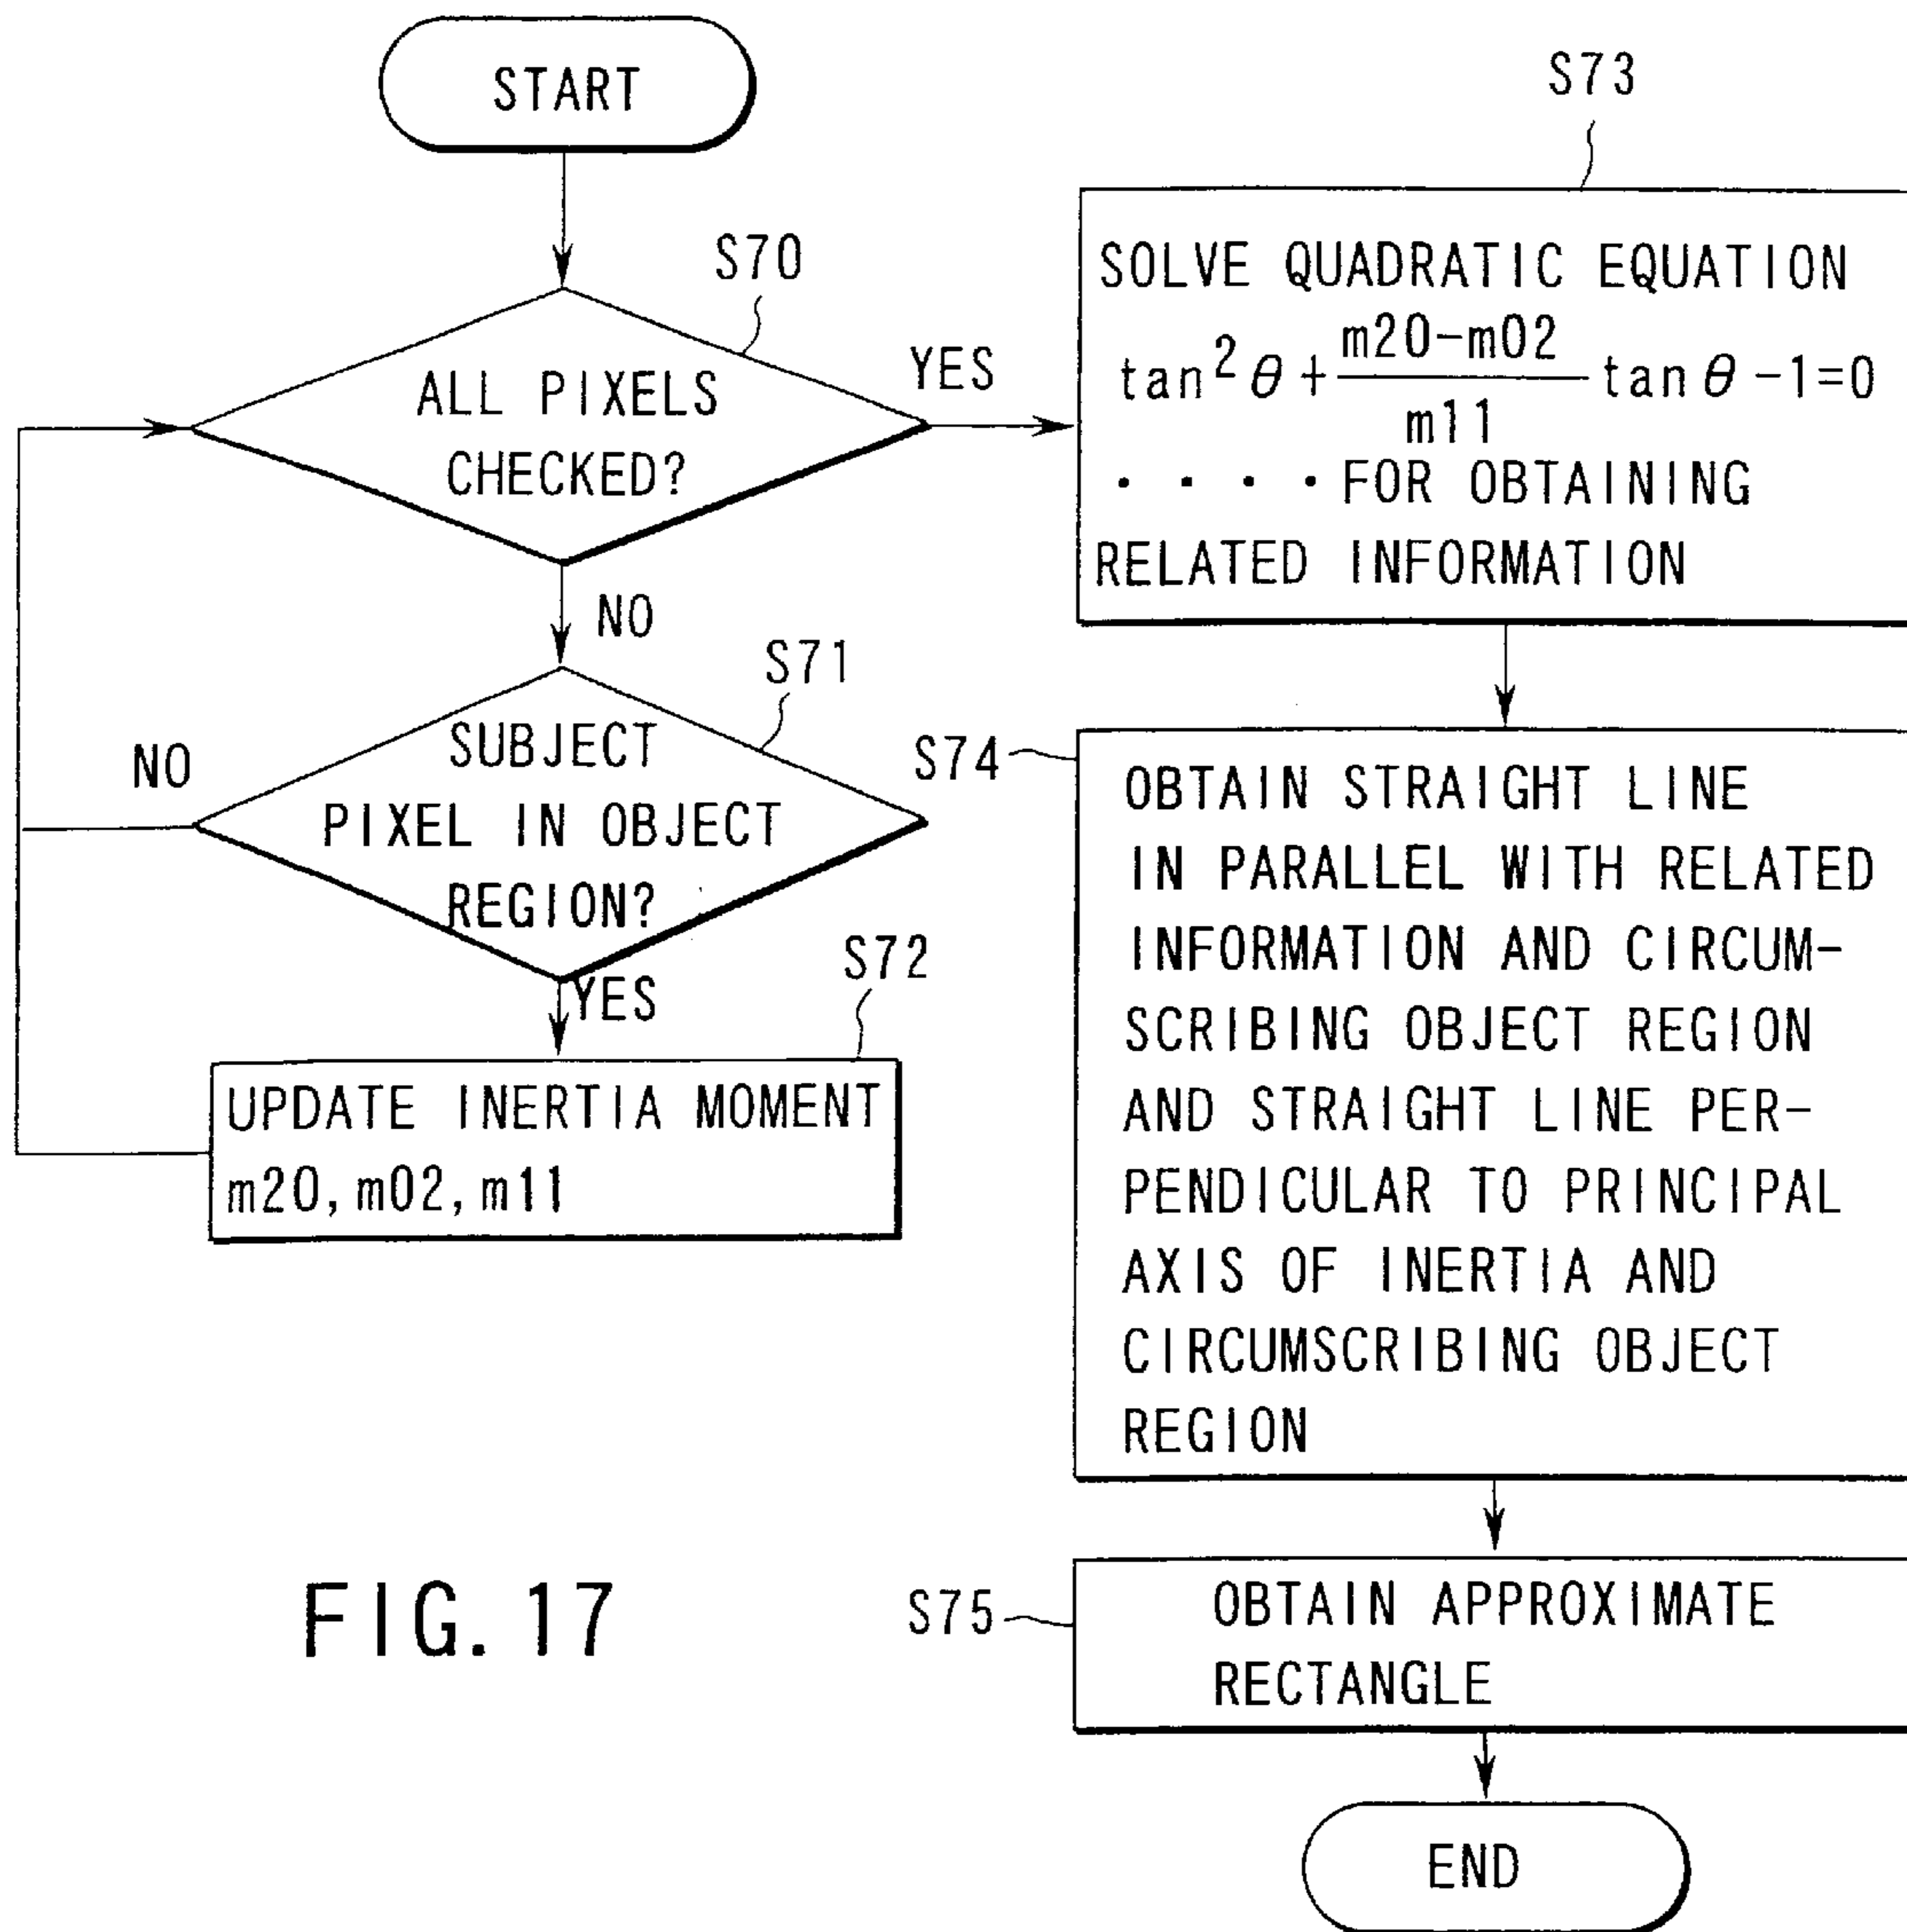 START
S70
ALL PIXELS
CHECKED?
YES
NO
S71
SUBJECT
PIXEL IN OBJECT
REGION?
NO
YES
S72
UPDATE INERTIA MOMENT
m20, m02, m11
S73
SOLVE QUADRATIC EQUATION
tan² θ + (m20-m02)/m11 tan θ -1=0
· · · · FOR OBTAINING
RELATED INFORMATION
S74
OBTAIN STRAIGHT LINE
IN PARALLEL WITH RELATED
INFORMATION AND CIRCUM-
SCRIBING OBJECT REGION
AND STRAIGHT LINE PER-
PENDICULAR TO PRINCIPAL
AXIS OF INERTIA AND
CIRCUMSCRIBING OBJECT
REGION
S75
OBTAIN APPROXIMATE
RECTANGLE
END
FIG. 17